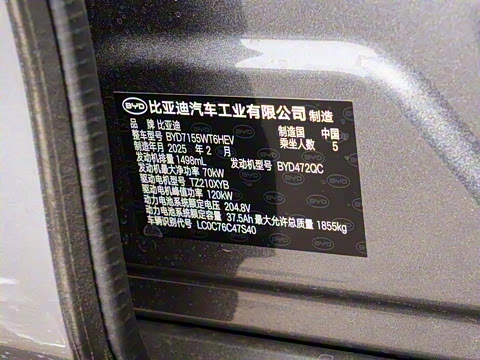 BYD 比亚迪汽车工业有限公司 制造
品 牌 比亚迪 制造国 中国
整车型号 BYD7155WT6HEV 乘坐人数 5
制造年月 2025 年 2 月
发动机排量 1498mL 发动机型号 BYD472QC
发动机最大净功率 70kW
驱动电机型号 TZ210XYB
驱动电机峰值功率 120kW
动力电池系统额定电压 204.8V
动力电池系统额定容量 37.5Ah 最大允许总质量 1855kg
车辆识别代号 LC0C76C47S40